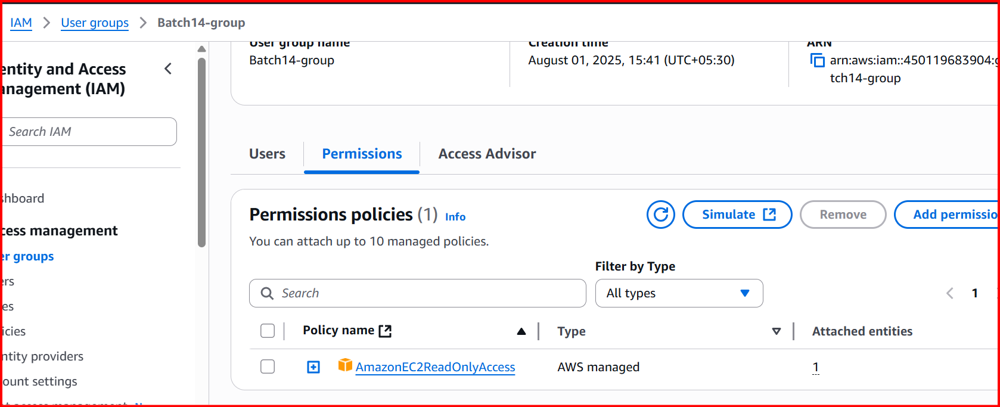 IAM > User groups > Batch14-group
entity and Access
anagement (IAM)
Search IAM
shboard
cess management
er groups
ers
es
icies
ntity providers
ount settings
User group name
Batch14-group
Creation time
August 01, 2025, 15:41 (UTC+05:30)
ARN
arn:aws:iam::450119683904:g
tch14-group
Users
Permissions
Access Advisor
Permissions policies (1) Info
Simulate
Remove
Add permissio
You can attach up to 10 managed policies.
Filter by Type
Search
All types
1
Policy name
Type
Attached entities
AmazonEC2ReadOnlyAccess
AWS managed
1